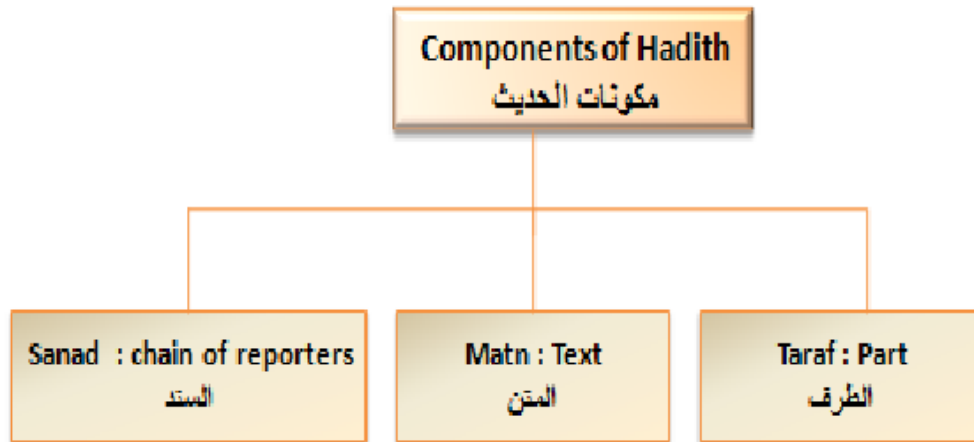 Components of Hadith
مكونات الحديث
Sanad : chain of reporters
السند
Matn : Text
المتن
Taraf : Part
الطرف